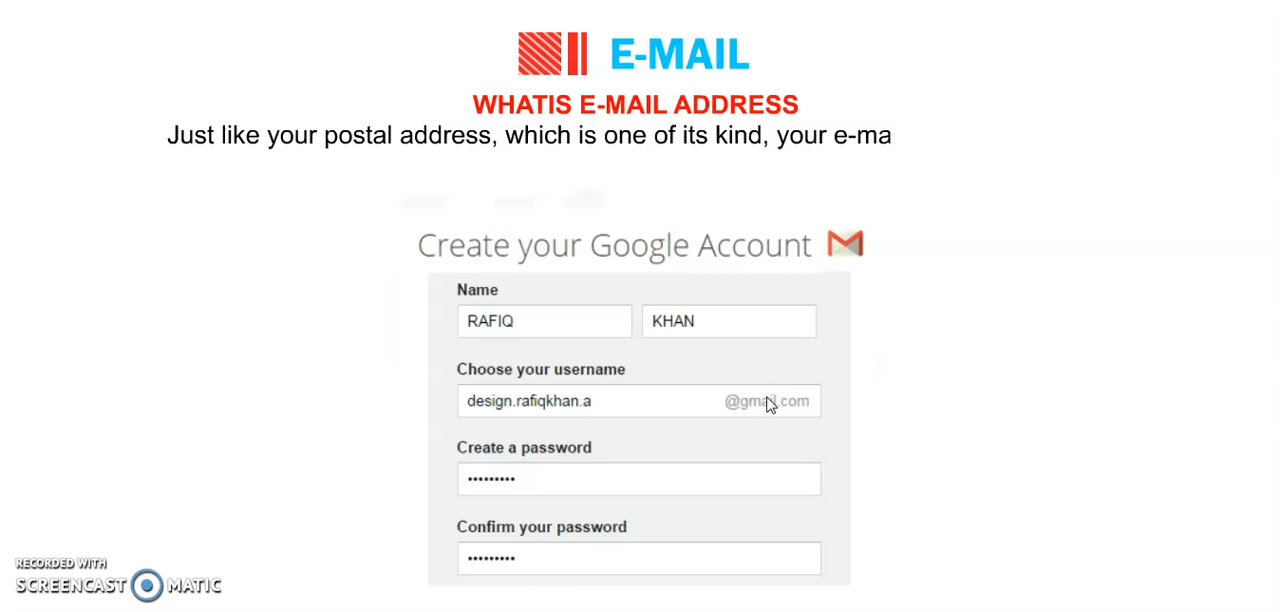 E-MAIL
WHATIS E-MAIL ADDRESS
Just like your postal address, which is one of its kind, your e-ma
Create your Google Account
Name
RAFIQ KHAN
Choose your username
design.rafiqkhan.a @gmail.com
Create a password
•••••••••
Confirm your password
•••••••••
RECORDED WITH
SCREENCAST MATIC